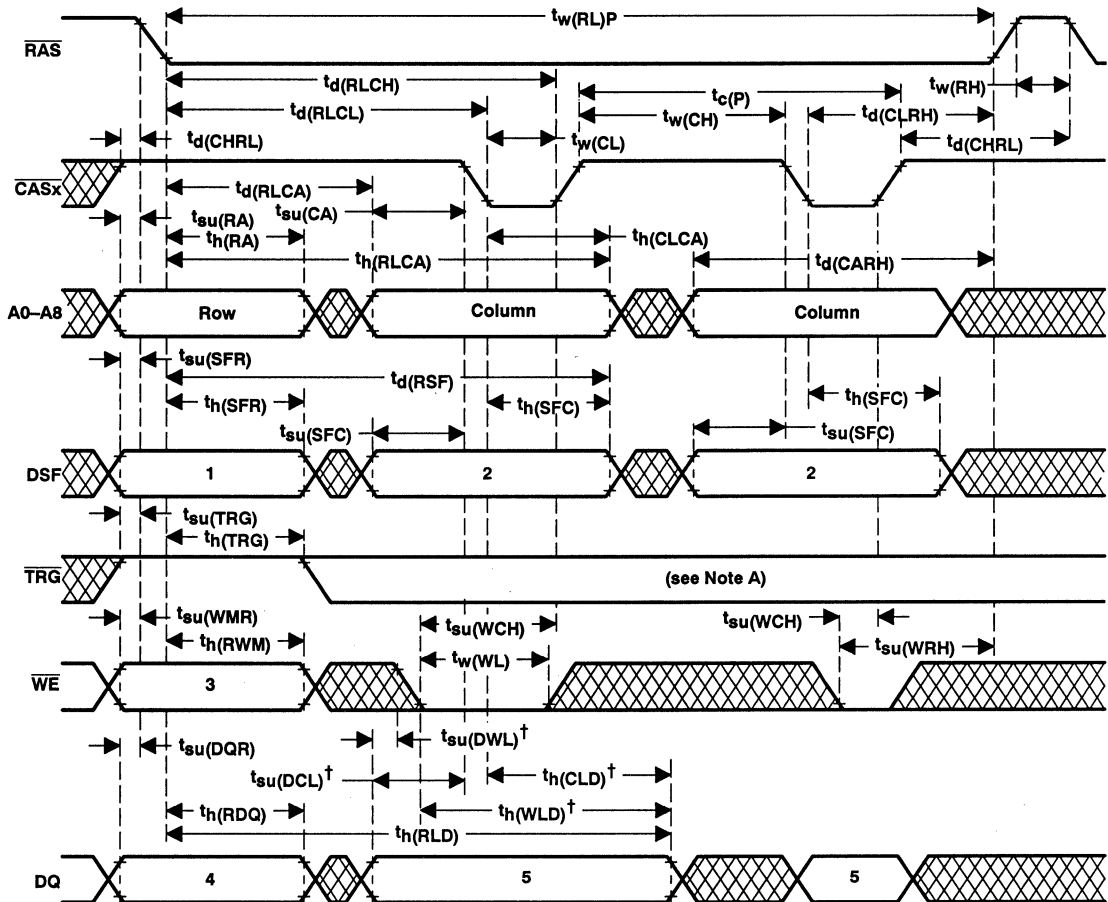 tw(RL)P
RAS
td(RLCH)
tc(P)
tw(RH)
td(RLCL)
tw(CH)
td(CLRH)
td(CHRL)
tw(CL)
td(CHRL)
CASx
td(RLCA)
tsu(RA)
tsu(CA)
th(RA)
th(CLCA)
th(RLCA)
td(CARH)
A0–A8
Row
Column
Column
tsu(SFR)
td(RSF)
th(SFR)
th(SFC)
th(SFC)
tsu(SFC)
tsu(SFC)
DSF
1
2
2
tsu(TRG)
th(TRG)
TRG
(see Note A)
tsu(WMR)
tsu(WCH)
tsu(WCH)
th(RWM)
tw(WL)
tsu(WRH)
WE
3
tsu(DQR)
tsu(DWL)†
tsu(DCL)†
th(CLD)†
th(RDQ)
th(WLD)†
th(RLD)
DQ
4
5
5